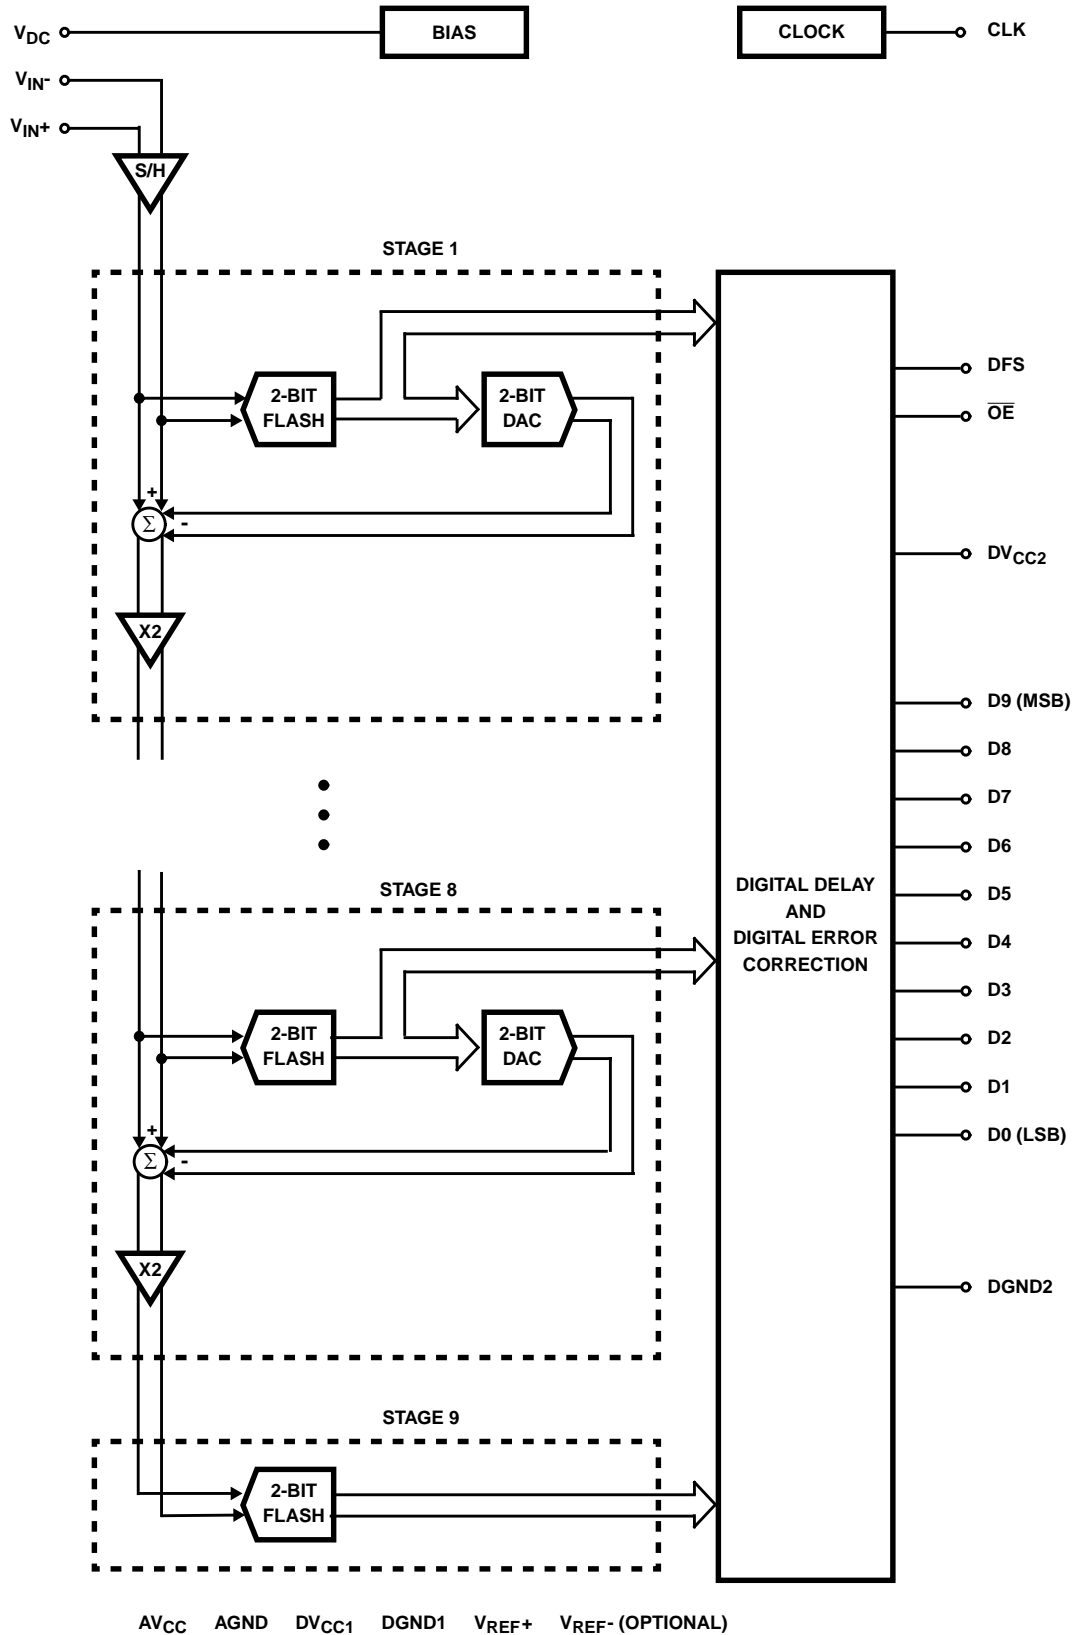 VDC
BIAS
CLOCK
CLK
VIN-
VIN+
S/H
STAGE 1
2-BIT
FLASH
2-BIT
DAC
+
Σ
-
X2
STAGE 8
2-BIT
FLASH
2-BIT
DAC
+
Σ
-
X2
STAGE 9
2-BIT
FLASH
DIGITAL DELAY
AND
DIGITAL ERROR
CORRECTION
DFS
O̅E̅
DVCC2
D9 (MSB)
D8
D7
D6
D5
D4
D3
D2
D1
D0 (LSB)
DGND2
AVCC AGND DVCC1 DGND1 VREF+ VREF- (OPTIONAL)